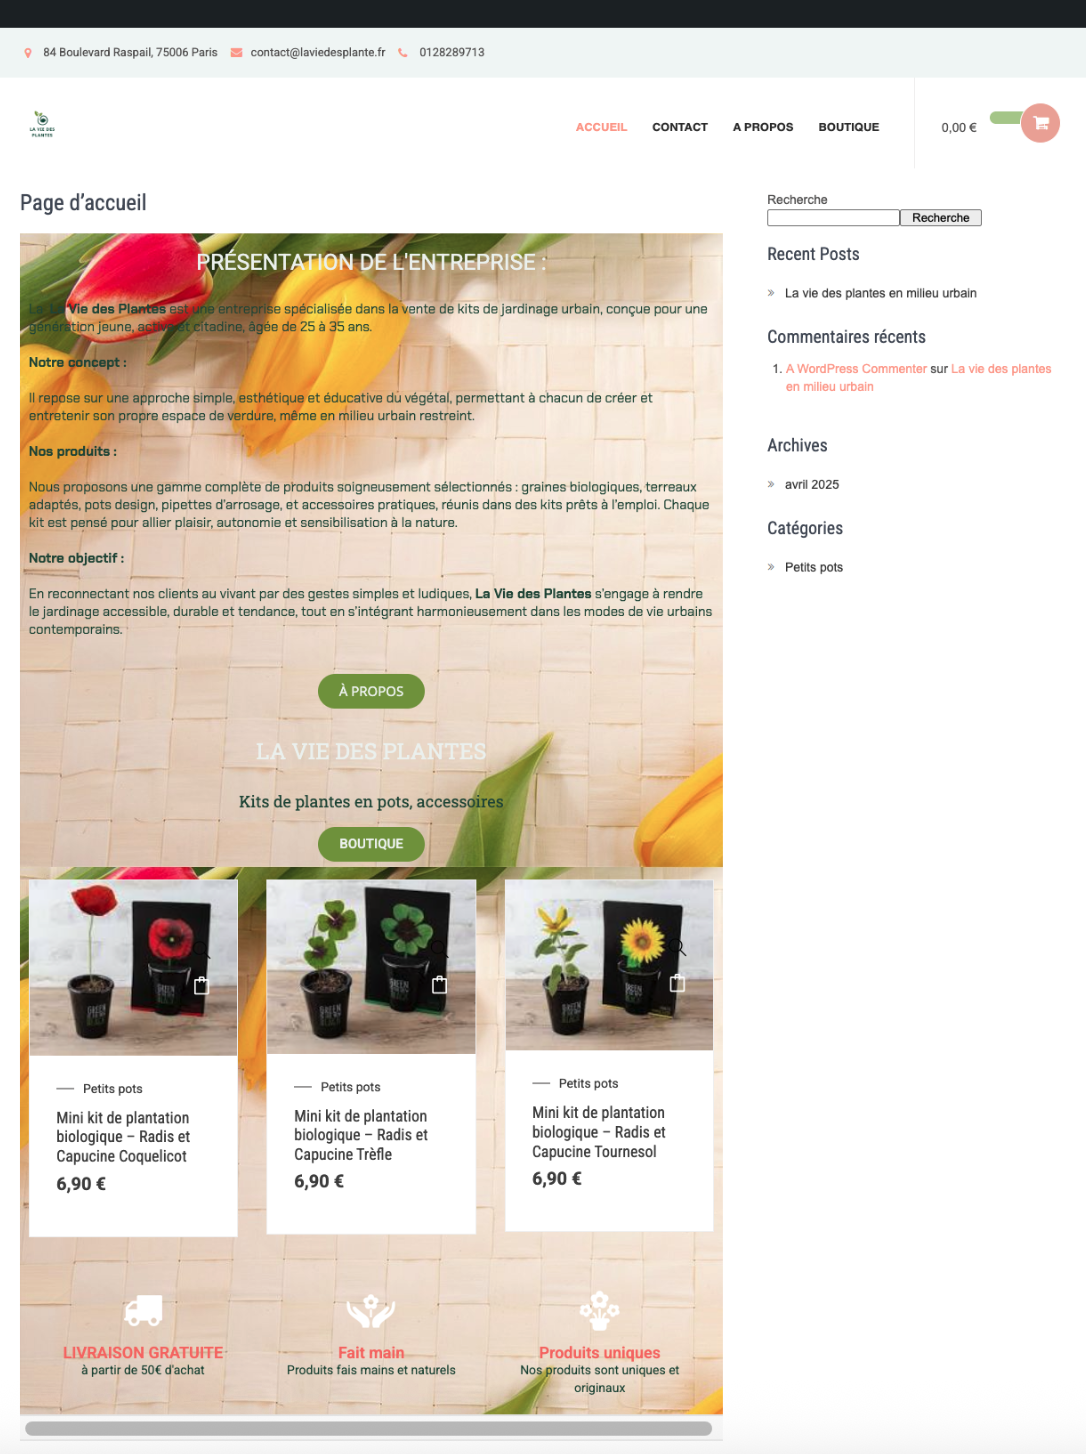 84 Boulevard Raspail, 75006 Paris contact@laviedesplante.fr 0128289713
LA VIE DES
PLANTES
ACCUEIL CONTACT A PROPOS BOUTIQUE 0,00 €
Page d'accueil
PRÉSENTATION DE L'ENTREPRISE :
Vie des Plantes est une entreprise spécialisée dans la vente de kits de jardinage urbain, conçue pour une
génération jeune, active et citadine, âgée de 25 à 35 ans.
Notre concept :
Il repose sur une approche simple, esthétique et éducative du végétal, permettant à chacun de créer et
entretenir son propre espace de verdure, même en milieu urbain restreint.
Nos produits :
Nous proposons une gamme complète de produits soigneusement sélectionnés : graines biologiques, terreaux
adaptés, pots design, pipettes d'arrosage, et accessoires pratiques, réunis dans des kits prêts à l'emploi. Chaque
kit est pensé pour allier plaisir, autonomie et sensibilisation à la nature.
Notre objectif :
En reconnectant nos clients au vivant par des gestes simples et ludiques, La Vie des Plantes s'engage à rendre
le jardinage accessible, durable et tendance, tout en s'intégrant harmonieusement dans les modes de vie urbains
contemporains.
À PROPOS
LA VIE DES PLANTES
Kits de plantes en pots, accessoires
BOUTIQUE
GREEN
GREEN
GREEN
GREEN
GREEN
GREEN
Petits pots
Mini kit de plantation
biologique – Radis et
Capucine Coquelicot
6,90 €
Petits pots
Mini kit de plantation
biologique – Radis et
Capucine Trèfle
6,90 €
Petits pots
Mini kit de plantation
biologique – Radis et
Capucine Tournesol
6,90 €
LIVRAISON GRATUITE
à partir de 50€ d'achat
Fait main
Produits fais mains et naturels
Produits uniques
Nos produits sont uniques et
originaux
Recherche
Recherche
Recent Posts
» La vie des plantes en milieu urbain
Commentaires récents
1. A WordPress Commenter sur La vie des plantes
en milieu urbain
Archives
» avril 2025
Catégories
» Petits pots